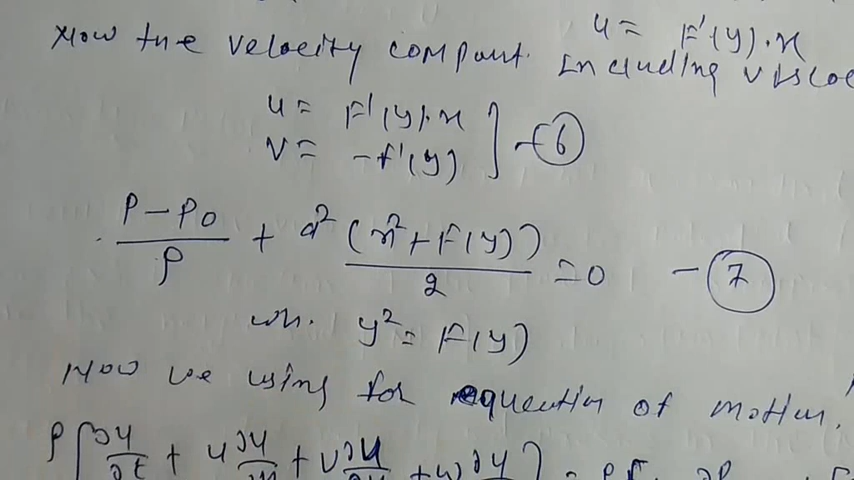 u = F'(y).x
Now the velocity compont. Including visco
u = F'(y).x
v = -f'(y) ] - (6)
(P - P0)/ρ + a² (x² + F(y))/2 = 0 - (7)
wh. y² = F(y)
Now we using for equation of motion.
ρ [ ∂u/∂t + u ∂u/∂x + v ∂u/∂y + w ∂u